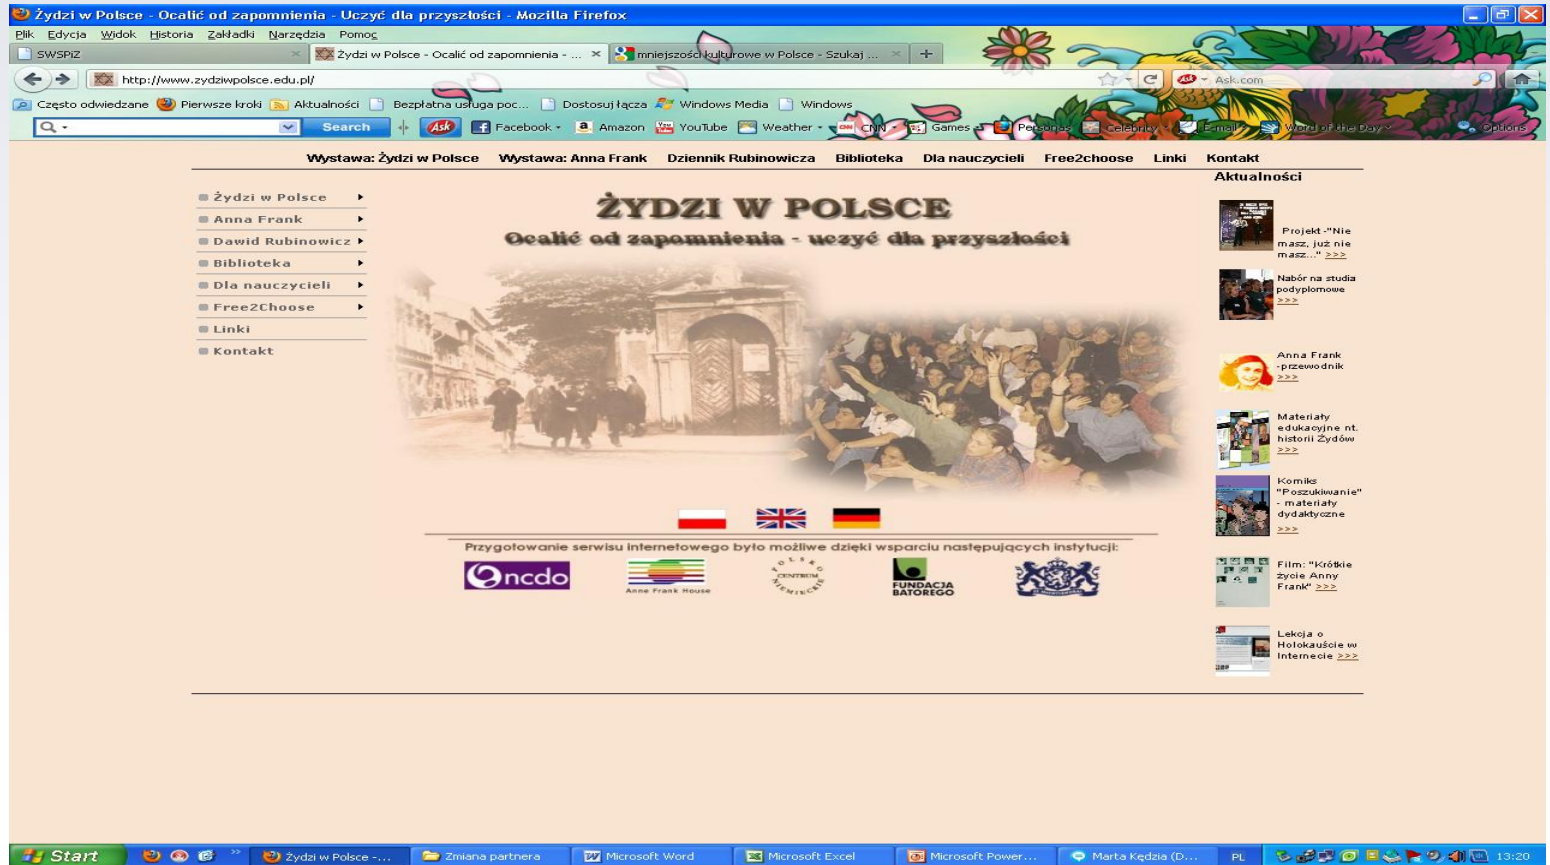 Żydzi w Polsce - Ocalić od zapomnienia - Uczyć dla przyszłości - Mozilla Firefox
Plik Edycja Widok Historia Zakładki Narzędzia Pomoc
SWSPiZ
Żydzi w Polsce - Ocalić od zapomnienia - ...
mniejszości kulturowe w Polsce - Szukaj ...
http://www.zydziwpolsce.edu.pl/
Ask.com
Często odwiedzane Pierwsze kroki Aktualności Bezpłatna usługa poc... Dostosuj łącza Windows Media Windows
Search Ask Facebook Amazon YouTube Weather CNN Games Personas Celebrity E-mail Word of the Day Options
Wystawa: Żydzi w Polsce Wystawa: Anna Frank Dziennik Rubinowicza Biblioteka Dla nauczycieli Free2choose Linki Kontakt
Żydzi w Polsce
Anna Frank
Dawid Rubinowicz
Biblioteka
Dla nauczycieli
Free2Choose
Linki
Kontakt
ŻYDZI W POLSCE
Ocalić od zapomnienia - uczyć dla przyszłości
Przygotowanie serwisu internetowego było możliwe dzięki wsparciu następujących instytucji:
ncdo
Anne Frank House
POLSKO
CENTRUM
NIEMIECKIE
FUNDACJA
BATOREGO
Aktualności
Projekt -"Nie
masz, już nie
masz..." >>>
Nabór na studia
podyplomowe
>>>
Anna Frank
-przewodnik
>>>
Materiały
edukacyjne nt.
historii Żydów
>>>
Komiks
"Poszukiwanie"
- materiały
dydaktyczne
>>>
Film: "Krótkie
życie Anny
Frank" >>>
Lekcja o
Holokauście w
Internecie >>>
Start
Żydzi w Polsce -...
Zmiana partnera
Microsoft Word
Microsoft Excel
Microsoft Power...
Marta Kędzia (D...
PL
13:20